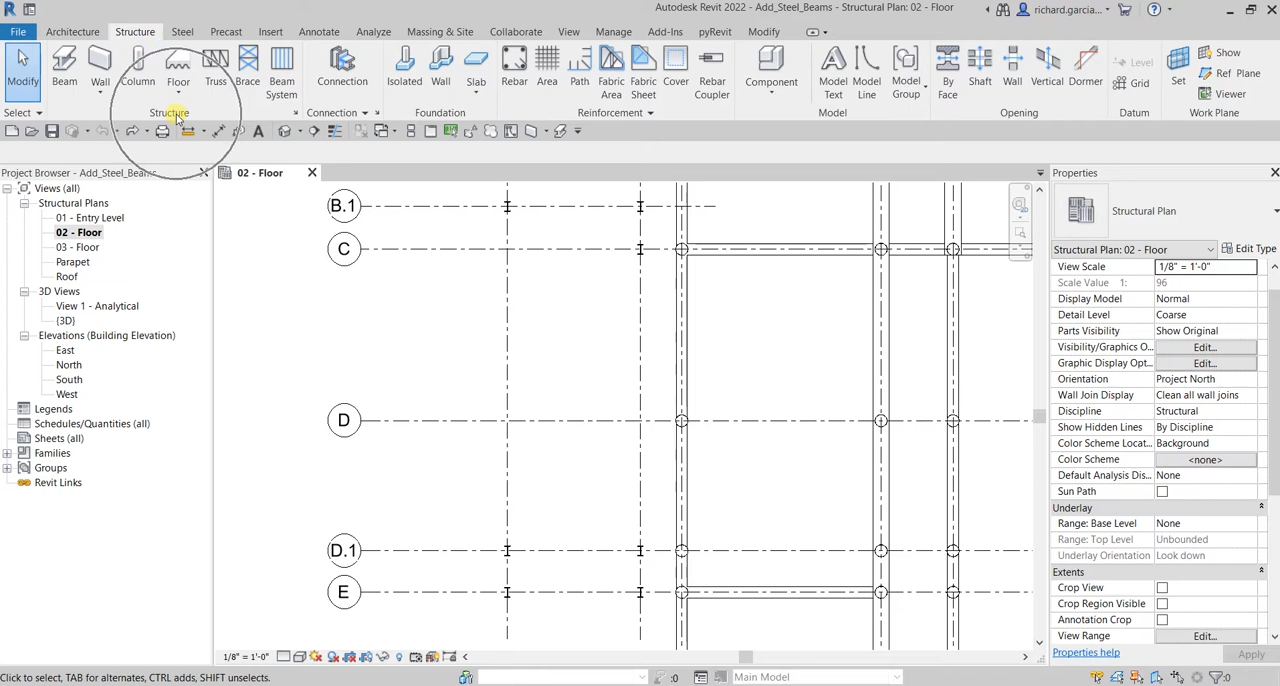 Autodesk Revit 2022 - Add_Steel_Beams - Structural Plan: 02 - Floor
richard.garcia...
File Architecture Structure Steel Precast Insert Annotate Analyze Massing & Site Collaborate View Manage Add-Ins pyRevit Modify
Modify Beam Wall Column Floor Truss Brace Beam System Connection Isolated Wall Slab Rebar Area Path Fabric Area Fabric Sheet Cover Rebar Coupler Component Model Text Model Line Model Group By Face Shaft Wall Vertical Dormer Level Grid Set Show Ref Plane Viewer
Select Structure Connection Foundation Reinforcement Model Opening Datum Work Plane
Project Browser - Add_Steel_Beams
02 - Floor
Properties
Views (all)
Structural Plans
01 - Entry Level
02 - Floor
03 - Floor
Parapet
Roof
3D Views
View 1 - Analytical
{3D}
Elevations (Building Elevation)
East
North
South
West
Legends
Schedules/Quantities (all)
Sheets (all)
Families
Groups
Revit Links
B.1
C
D
D.1
E
Structural Plan
Structural Plan: 02 - Floor Edit Type
View Scale 1/8" = 1'-0"
Scale Value 1: 96
Display Model Normal
Detail Level Coarse
Parts Visibility Show Original
Visibility/Graphics O... Edit...
Graphic Display Opt... Edit...
Orientation Project North
Wall Join Display Clean all wall joins
Discipline Structural
Show Hidden Lines By Discipline
Color Scheme Locat... Background
Color Scheme <none>
Default Analysis Dis... None
Sun Path
Underlay
Range: Base Level None
Range: Top Level Unbounded
Underlay Orientation Look down
Extents
Crop View
Crop Region Visible
Annotation Crop
View Range Edit...
Properties help Apply
1/8" = 1'-0"
Click to select, TAB for alternates, CTRL adds, SHIFT unselects. :0 Main Model :0